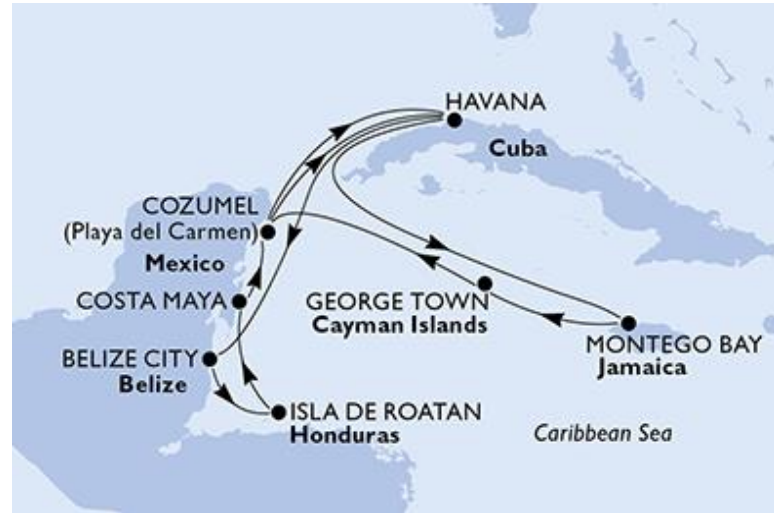 HAVANA
Cuba
COZUMEL
(Playa del Carmen)
Mexico
COSTA MAYA
GEORGE TOWN
Cayman Islands
MONTEGO BAY
Jamaica
BELIZE CITY
Belize
ISLA DE ROATAN
Honduras
Caribbean Sea